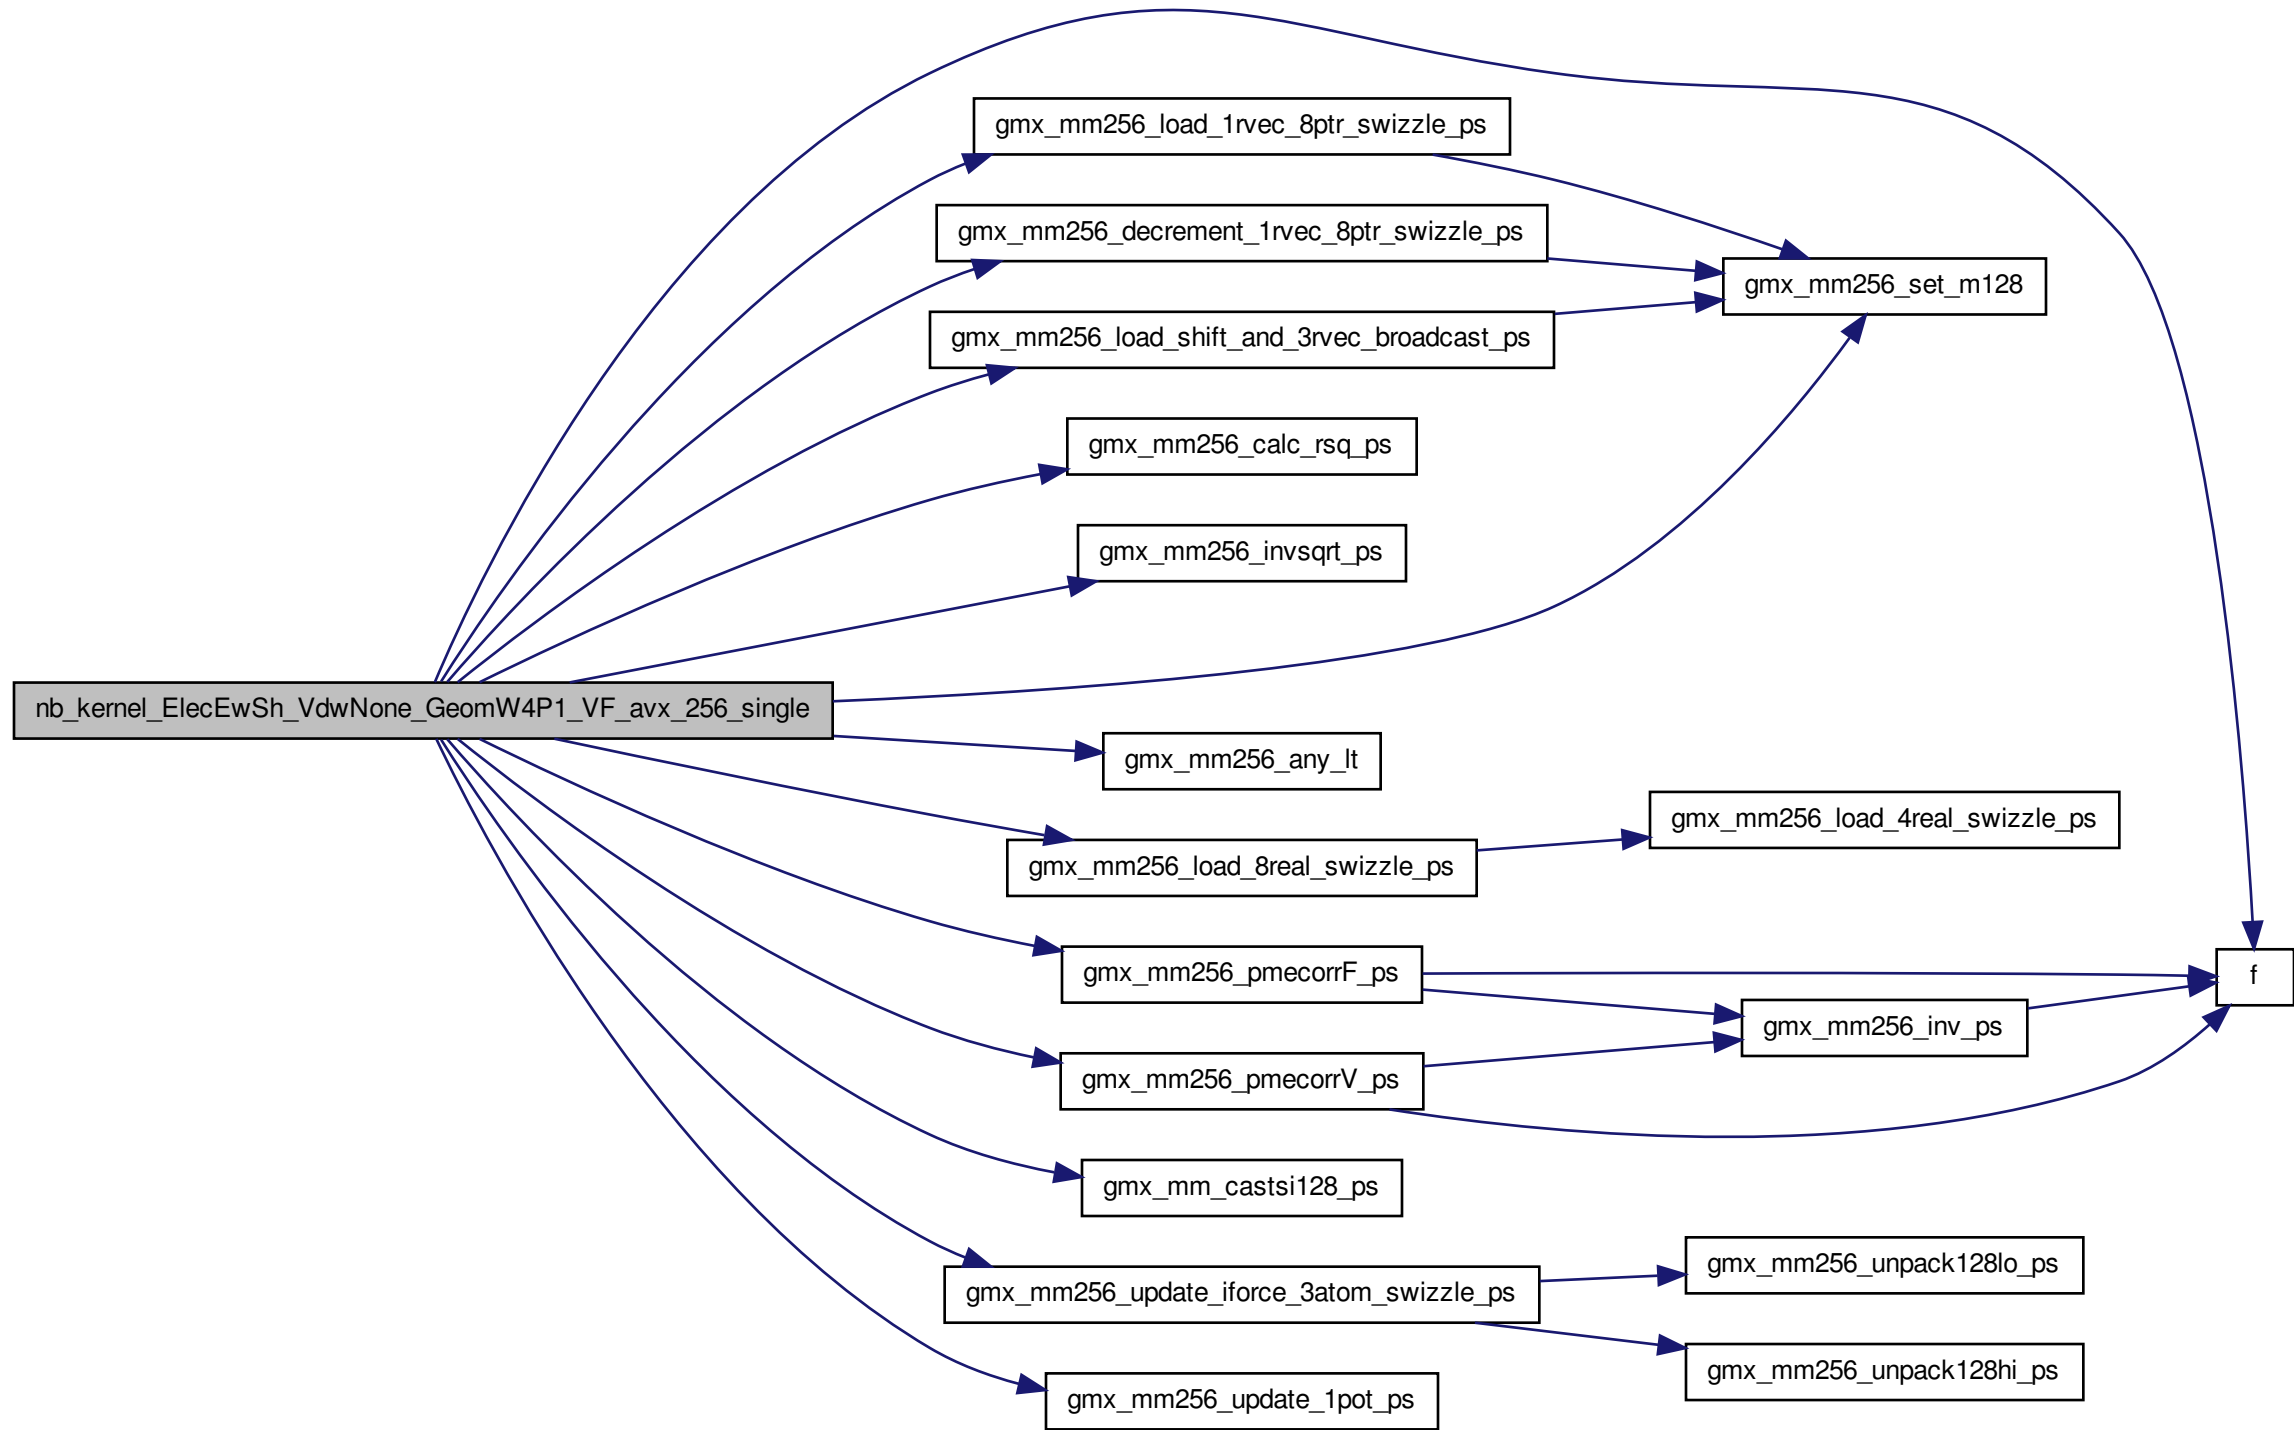 gmx_mm256_load_1rvec_8ptr_swizzle_ps
gmx_mm256_decrement_1rvec_8ptr_swizzle_ps
gmx_mm256_set_m128
gmx_mm256_load_shift_and_3rvec_broadcast_ps
gmx_mm256_calc_rsq_ps
gmx_mm256_invsqrt_ps
nb_kernel_ElecEwSh_VdwNone_GeomW4P1_VF_avx_256_single
gmx_mm256_any_lt
gmx_mm256_load_4real_swizzle_ps
gmx_mm256_load_8real_swizzle_ps
gmx_mm256_pmecorrF_ps
f
gmx_mm256_inv_ps
gmx_mm256_pmecorrV_ps
gmx_mm_castsi128_ps
gmx_mm256_unpack128lo_ps
gmx_mm256_update_iforce_3atom_swizzle_ps
gmx_mm256_unpack128hi_ps
gmx_mm256_update_1pot_ps